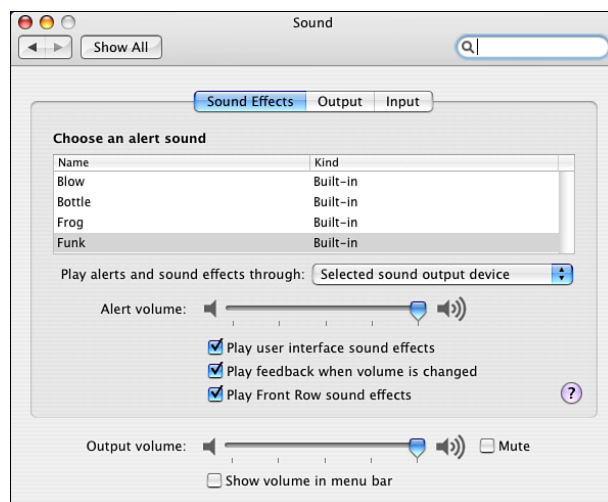 Sound
Show All
Sound Effects Output Input
Choose an alert sound
Name Kind
Blow Built-in
Bottle Built-in
Frog Built-in
Funk Built-in
Play alerts and sound effects through: Selected sound output device
Alert volume:
Play user interface sound effects
Play feedback when volume is changed
Play Front Row sound effects
?
Output volume: Mute
Show volume in menu bar